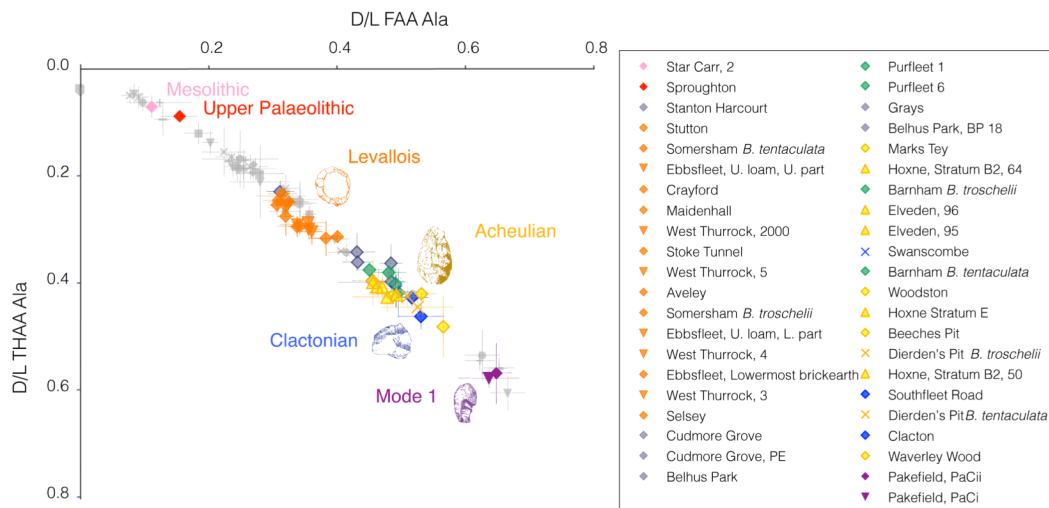 D/L FAA Ala
0.2
0.4
0.6
0.8
0.0
0.2
0.4
0.6
0.8
D/L THAA Ala
Mesolithic
Upper Palaeolithic
Levallois
Acheulian
Clactonian
Mode 1
Star Carr, 2
Sproughton
Stanton Harcourt
Stutton
Somersham B. tentaculata
Ebbsfleet, U. loam, U. part
Crayford
Maidenhall
West Thurrock, 2000
Stoke Tunnel
West Thurrock, 5
Aveley
Somersham B. troschelii
Ebbsfleet, U. loam, L. part
West Thurrock, 4
Ebbsfleet, Lowermost brickearth
West Thurrock, 3
Selsey
Cudmore Grove
Cudmore Grove, PE
Belhus Park
Purfleet 1
Purfleet 6
Grays
Belhus Park, BP 18
Marks Tey
Hoxne, Stratum B2, 64
Barnham B. troschelii
Elveden, 96
Elveden, 95
Swanscombe
Barnham B. tentaculata
Woodston
Hoxne Stratum E
Beeches Pit
Dierden's Pit B. troschelii
Hoxne, Stratum B2, 50
Southfleet Road
Dierden's Pit B. tentaculata
Clacton
Waverley Wood
Pakefield, PaCii
Pakefield, PaCi